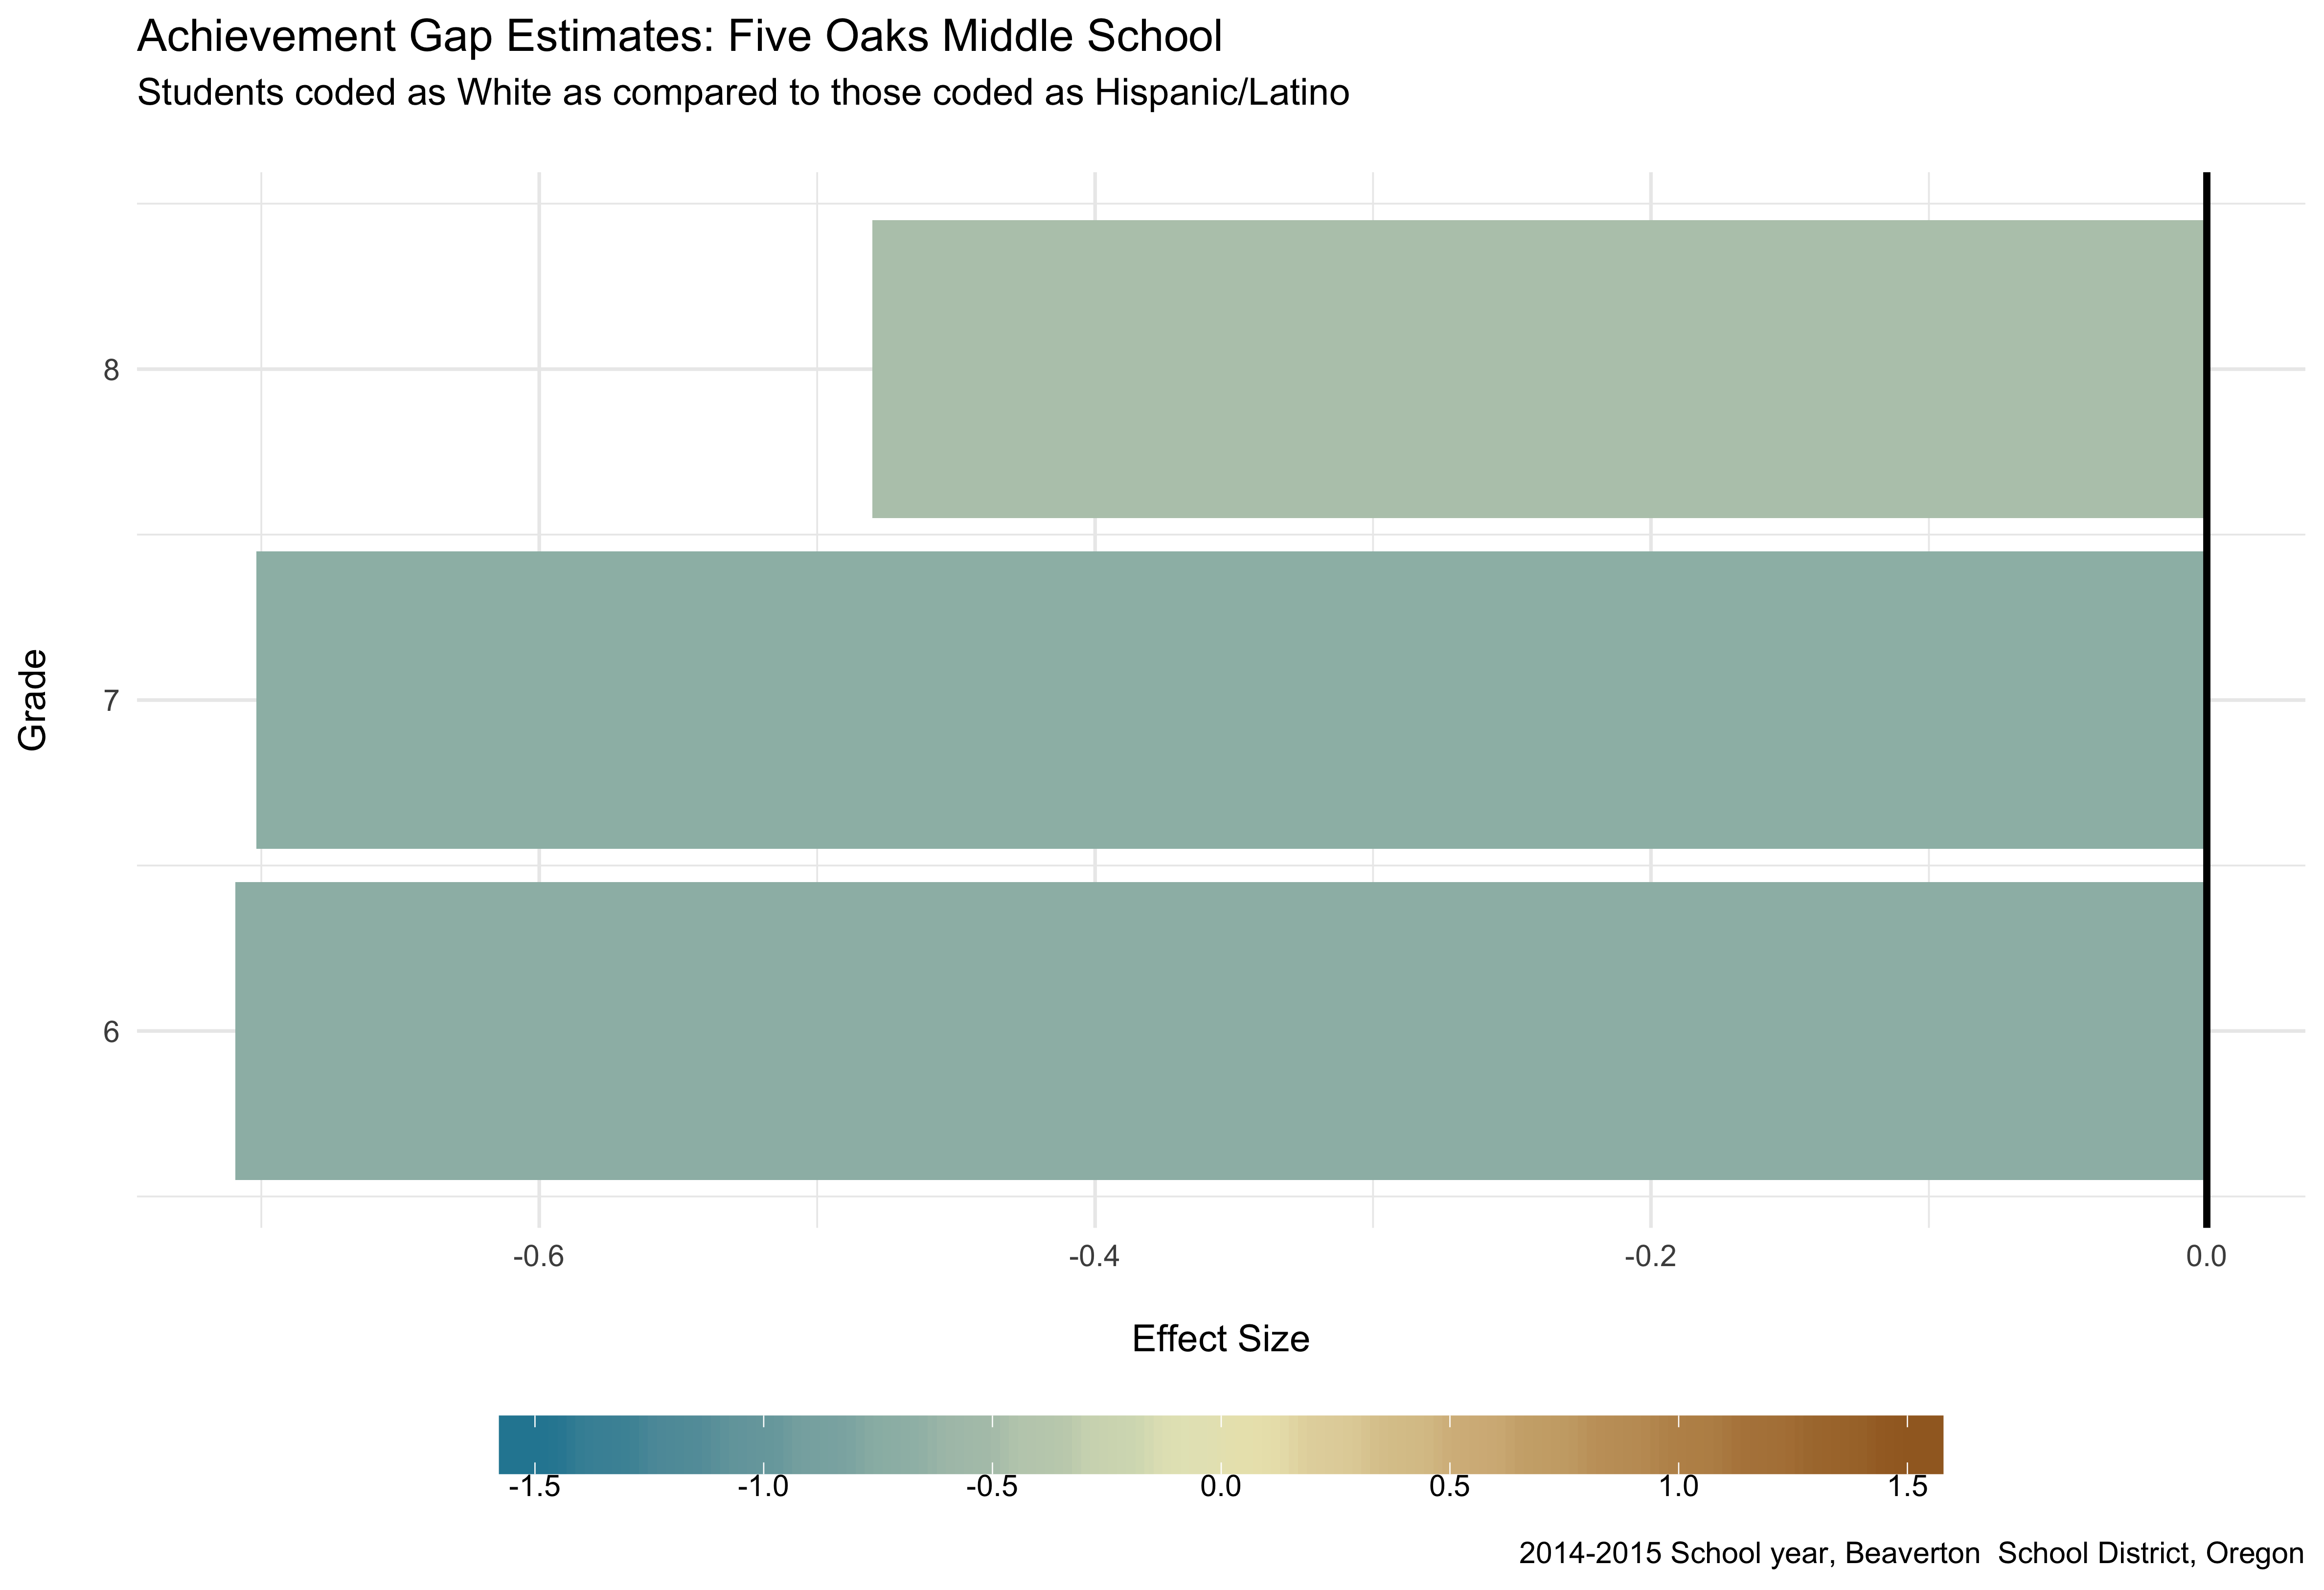 Achievement Gap Estimates: Five Oaks Middle School
Students coded as White as compared to those coded as Hispanic/Latino
Grade
8
7
6
-0.6 -0.4 -0.2 0.0
Effect Size
-1.5 -1.0 -0.5 0.0 0.5 1.0 1.5
2014-2015 School year, Beaverton  School District, Oregon